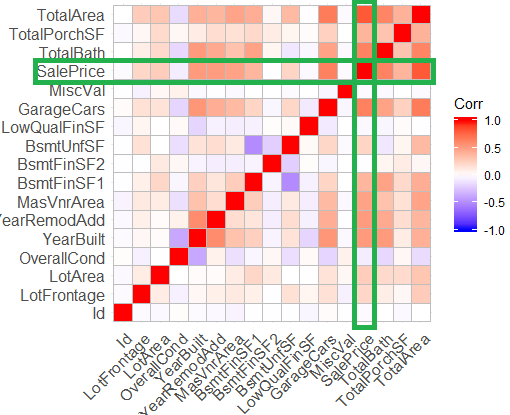 TotalArea
TotalPorchSF
TotalBath
SalePrice
MiscVal
GarageCars
LowQualFinSF
BsmtUnfSF
BsmtFinSF2
BsmtFinSF1
MasVnrArea
YearRemodAdd
YearBuilt
OverallCond
LotArea
LotFrontage
Id
Corr
1.0
0.5
0.0
-0.5
-1.0
Id
LotFrontage
LotArea
OverallCond
YearBuilt
YearRemodAdd
MasVnrArea
BsmtFinSF1
BsmtFinSF2
BsmtUnfSF
LowQualFinSF
GarageCars
MiscVal
SalePrice
TotalBath
TotalPorchSF
TotalArea